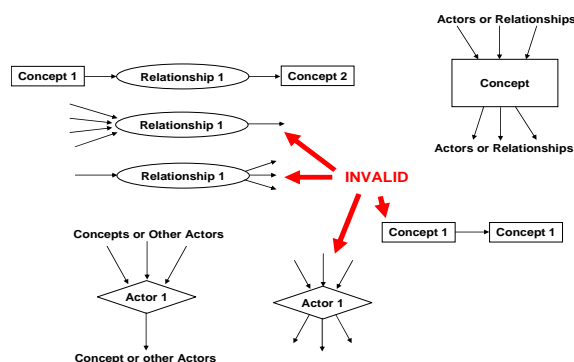 Actors or Relationships
Concept 1
Relationship 1
Concept 2
Concept
Relationship 1
Actors or Relationships
Relationship 1
INVALID
Concept 1
Concept 1
Concepts or Other Actors
Actor 1
Actor 1
Concept or other Actors